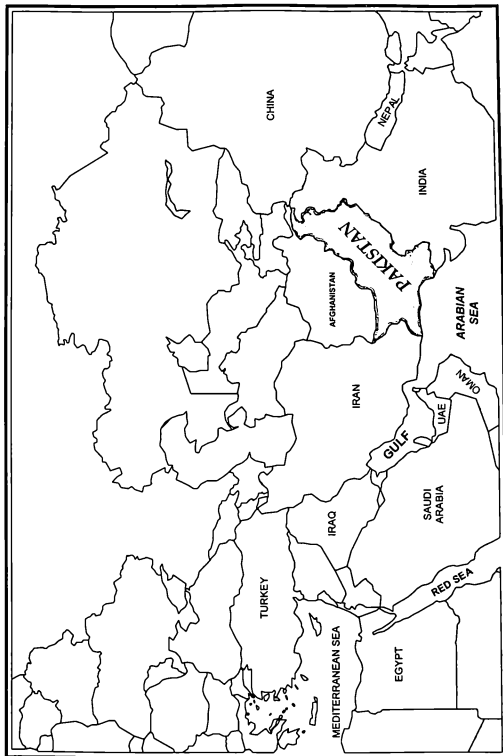 CHINA
NEPAL
INDIA
PAKISTAN
AFGHANISTAN
ARABIAN
SEA
IRAN
OMAN
UAE
GULF
SAUDI
ARABIA
IRAQ
TURKEY
RED SEA
MEDITERRANEAN SEA
EGYPT